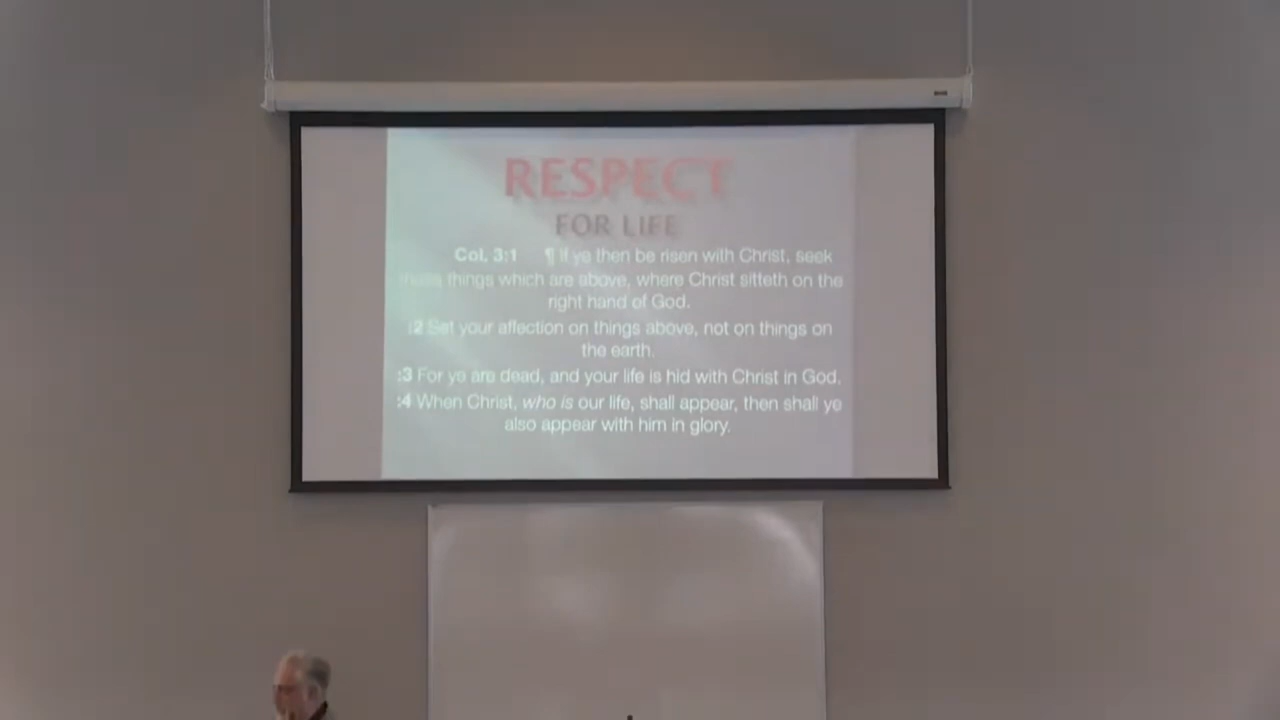 RESPECT
FOR LIFE
Col. 3:1 ¶ If ye then be risen with Christ, seek
those things which are above, where Christ sitteth on the
right hand of God.
:2 Set your affection on things above, not on things on
the earth.
:3 For ye are dead, and your life is hid with Christ in God.
:4 When Christ, who is our life, shall appear, then shall ye
also appear with him in glory.